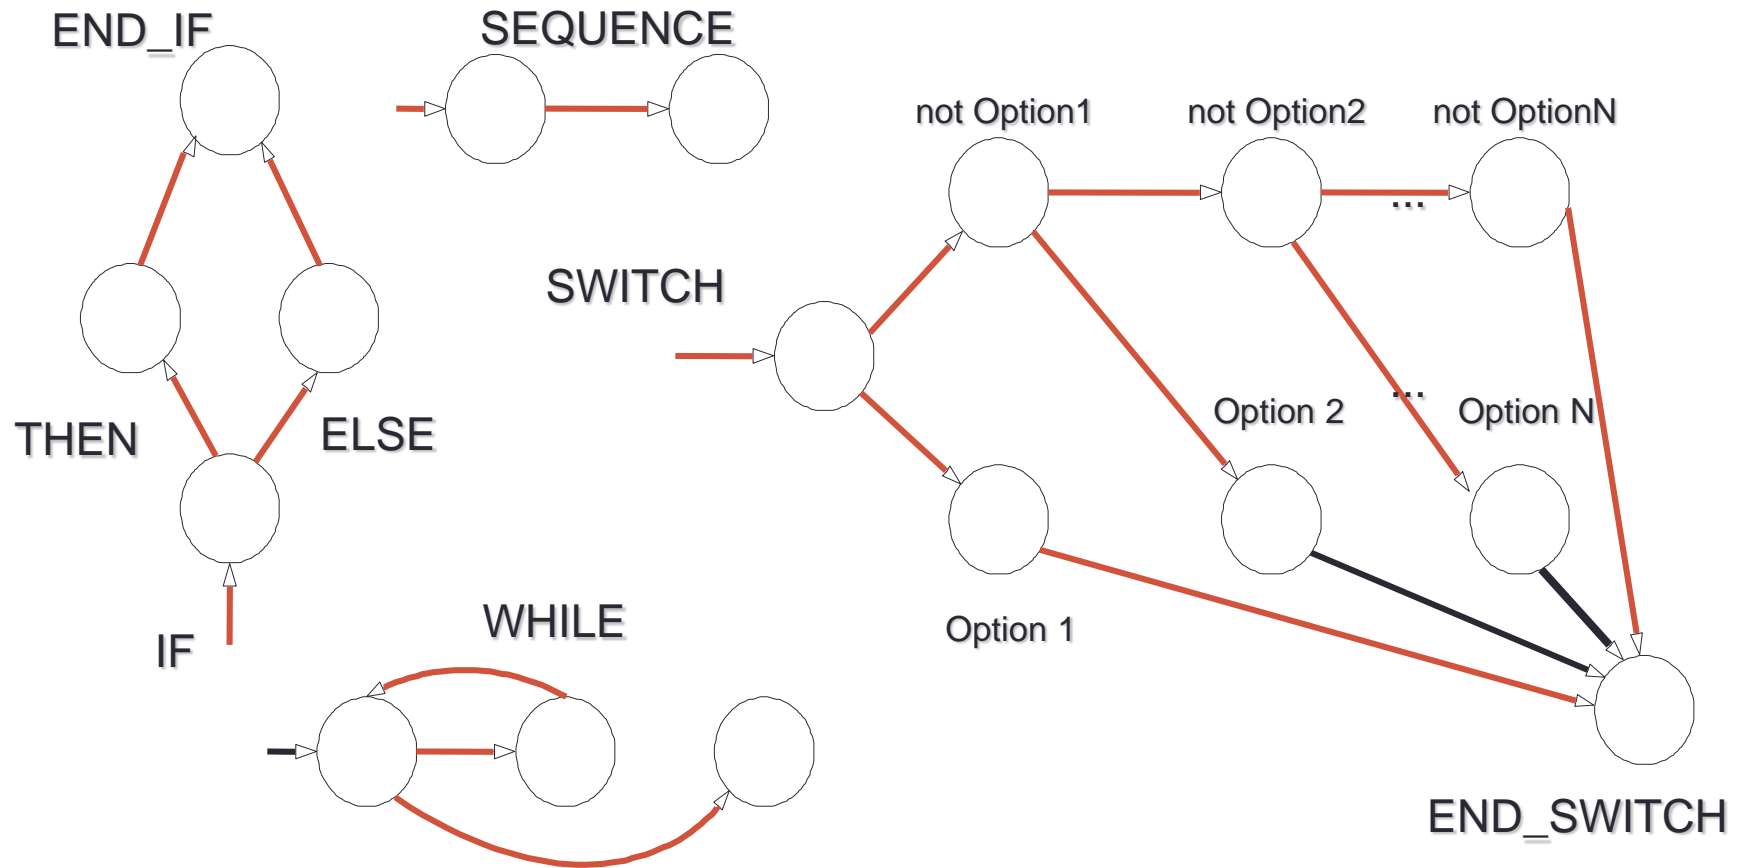 END_IF
SEQUENCE
not Option1
not Option2
not OptionN
...
SWITCH
...
Option 2
Option N
THEN
ELSE
Option 1
WHILE
IF
END_SWITCH